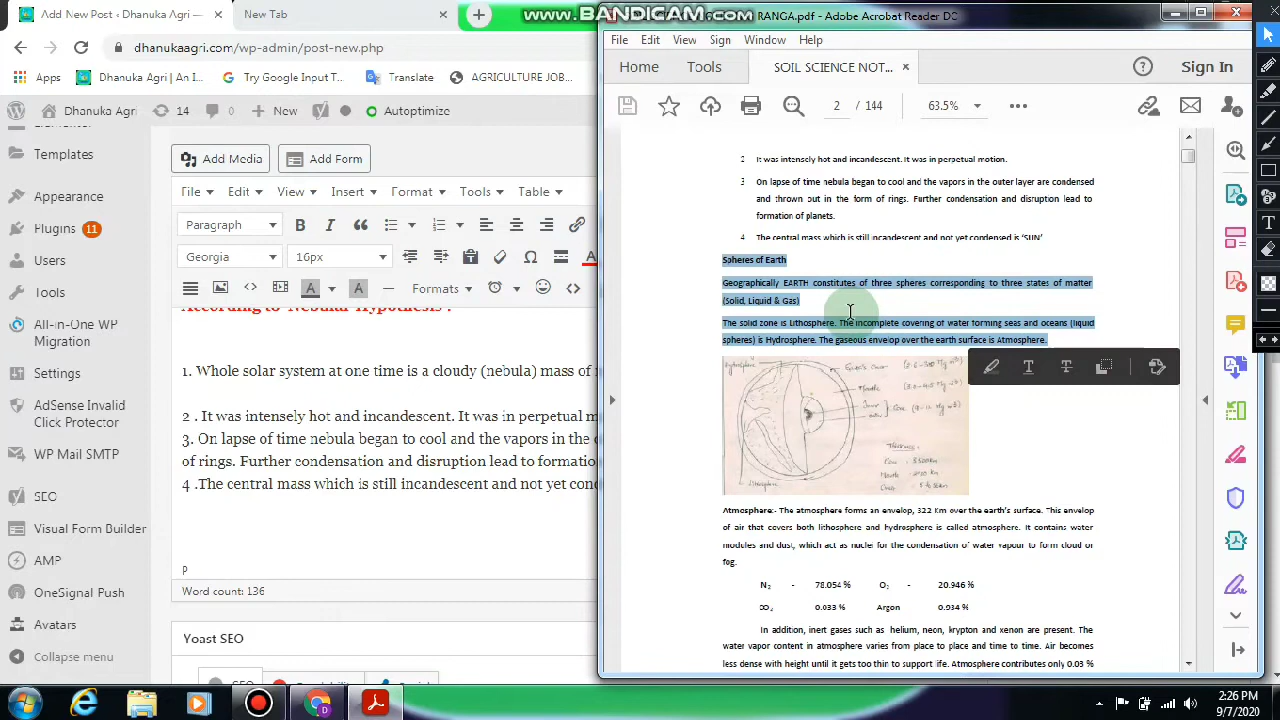 Add New Post ‹ Dhanuka Agri
New Tab
www.BANDICAM.com
RANGA.pdf - Adobe Acrobat Reader DC
dhanukaagri.com/wp-admin/post-new.php
File Edit View Sign Window Help
Apps Dhanuka Agri | An I... Try Google Input T... Translate AGRICULTURE JOB...
Home Tools SOIL SCIENCE NOT... Sign In
Dhanuka Agri 14 0 New Autoptimize
2 / 144 63.5%
Templates
Appearance
Plugins 11
Users
Tools
All-in-One WP
Migration
Settings
AdSense Invalid
Click Protector
WP Mail SMTP
SEO
Visual Form Builder
AMP
OneSignal Push
Avatars
Collapse menu
Add Media Add Form
File Edit View Insert Format Tools Table
Paragraph
Georgia 16px
Formats
According to 'Nebular Hypothesis':
1. Whole solar system at one time is a cloudy (nebula) mass of
2 . It was intensely hot and incandescent. It was in perpetual m
3. On lapse of time nebula began to cool and the vapors in the
of rings. Further condensation and disruption lead to formatio
.The central mass which is still incandescent and not yet conc
P
Word count: 136
Yoast SEO
SEO
2 It was intensely hot and incandescent. It was in perpetual motion.
3 On lapse of time nebula began to cool and the vapors in the outer layer are condensed
and thrown out in the form of rings. Further condensation and disruption lead to
formation of planets.
4 The central mass which is still incandescent and not yet condensed is 'SUN'
Spheres of Earth
Geographically EARTH constitutes of three spheres corresponding to three states of matter
(Solid, Liquid & Gas)
The solid zone is Lithosphere. The incomplete covering of water forming seas and oceans (liquid
spheres) is Hydrosphere. The gaseous envelop over the earth surface is Atmosphere.
Hydrosphere
Earth's Crust
Mantle
Core
Thickness
Lithosphere
Atmosphere:- The atmosphere forms an envelop, 322 Km over the earth's surface. This envelop
of air that covers both lithosphere and hydrosphere is called atmosphere. It contains water
modules and dust, which act as nuclei for the condensation of water vapour to form cloud or
fog.
N2 - 78.054 % O2 - 20.946 %
CO2 0.033 % Argon 0.934 %
In addition, inert gases such as helium, neon, krypton and xenon are present. The
water vapor content in atmosphere varies from place to place and time to time. Air becomes
less dense with height until it gets too thin to support life. Atmosphere contributes only 0.03 %
2:26 PM
9/7/2020